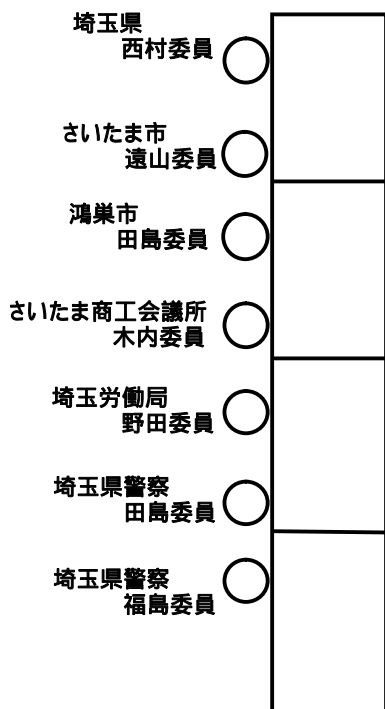 埼玉県
西村委員
さいたま市
遠山委員
鴻巣市
田島委員
さいたま商工会議所
木内委員
埼玉労働局
野田委員
埼玉県警察
田島委員
埼玉県警察
福島委員